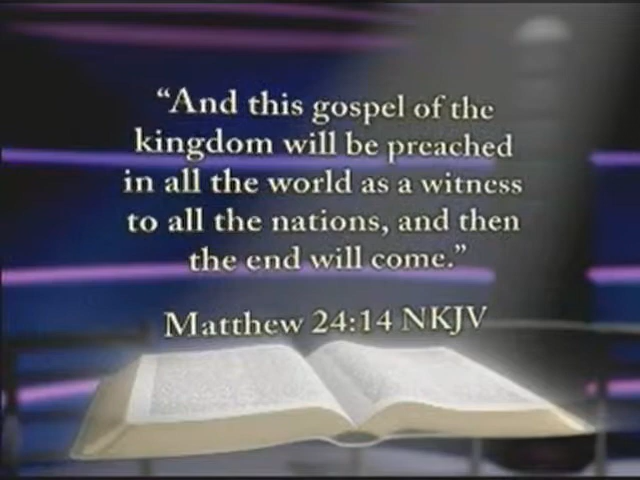 “And this gospel of the
kingdom will be preached
in all the world as a witness
to all the nations, and then
the end will come.”
Matthew 24:14 NKJV